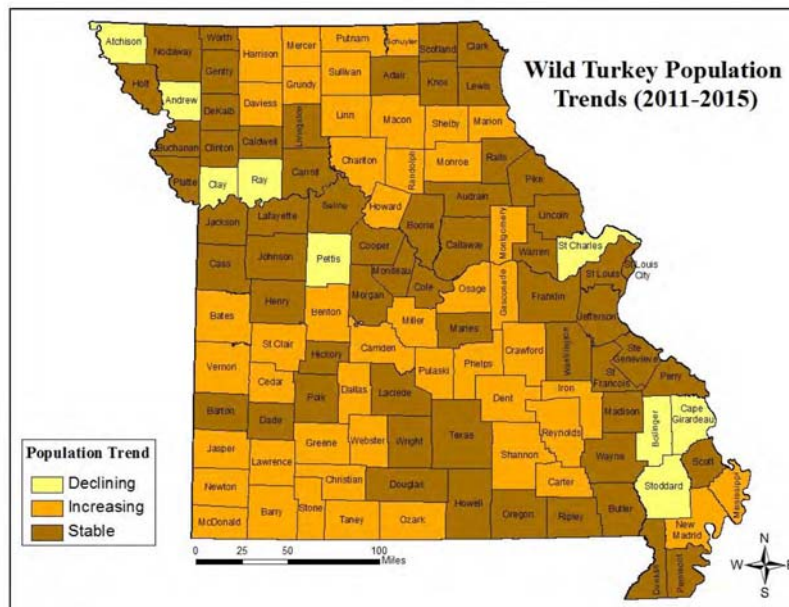 Wild Turkey Population
Trends (2011-2015)
Atchison
Nodaway
Worth
Harrison
Mercer
Putnam
Schuyler
Scotland
Clark
Gentry
Sullivan
Adair
Knox
Lewis
Holt
Andrew
Grundy
DeKalb
Daviess
Linn
Macon
Shelby
Marion
Livingston
Buchanan
Clinton
Caldwell
Chariton
Randolph
Monroe
Ralls
Platte
Clay
Ray
Carroll
Pike
Audrain
Saline
Howard
Boone
Lincoln
Jackson
Lafayette
Montgomery
Cooper
Callaway
Warren
St Charles
Cass
Johnson
Pettis
Moniteau
St Louis
St Louis
City
Cole
Osage
Gasconade
Franklin
Morgan
Henry
Benton
Jefferson
Bates
Miller
Maries
St Clair
Camden
Crawford
Washington
Ste
Genevieve
Vernon
Hickory
Pulaski
Phelps
St
Francois
Perry
Cedar
Dallas
Laclede
Iron
Polk
Dent
Madison
Cape
Girardeau
Barton
Dade
Bollinger
Texas
Reynolds
Webster
Wright
Greene
Jasper
Shannon
Wayne
Scott
Lawrence
Christian
Carter
Stoddard
Mississippi
Newton
Douglas
Stone
Howell
Butler
McDonald
Barry
Taney
Ozark
Oregon
Ripley
New
Madrid
Dunklin
Pemiscot
Population Trend
Declining
Increasing
Stable
0 25 50 100
Miles
N
W
E
S